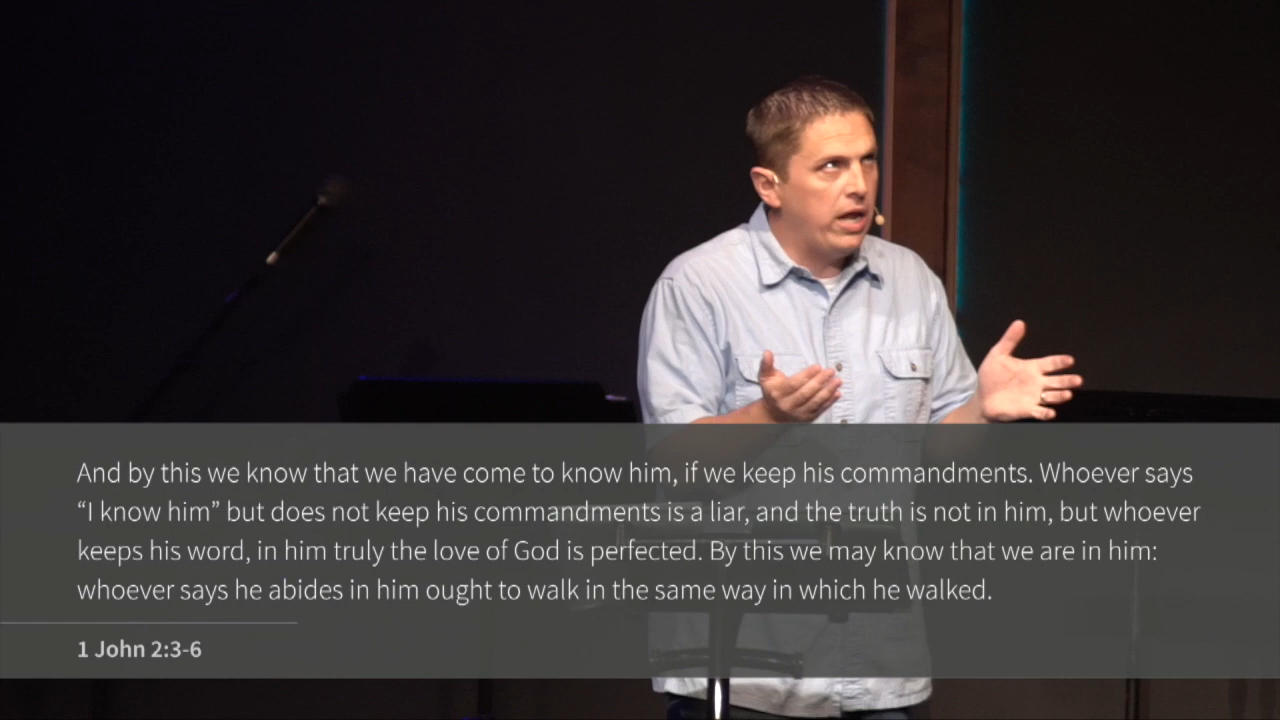 And by this we know that we have come to know him, if we keep his commandments. Whoever says
“I know him” but does not keep his commandments is a liar, and the truth is not in him, but whoever
keeps his word, in him truly the love of God is perfected. By this we may know that we are in him:
whoever says he abides in him ought to walk in the same way in which he walked.
1 John 2:3-6